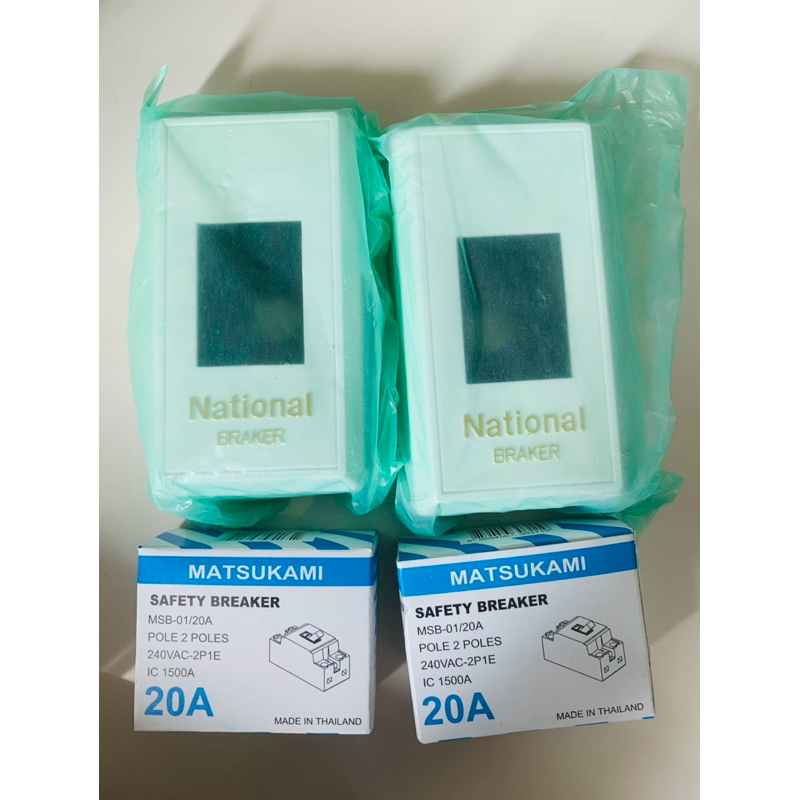 National
BRAKER
National
BRAKER
MATSUKAMI
SAFETY BREAKER
MSB-01/20A
POLE 2 POLES
240VAC-2P1E
IC 1500A
20A
MADE IN THAILAND
MATSUKAMI
SAFETY BREAKER
MSB-01/20A
POLE 2 POLES
240VAC-2P1E
IC 1500A
20A
MADE IN THAILAND